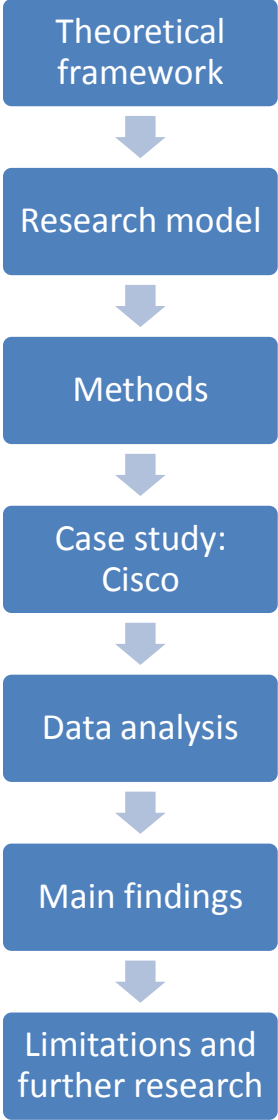 Theoretical
framework
Research model
Methods
Case study:
Cisco
Data analysis
Main findings
Limitations and
further research